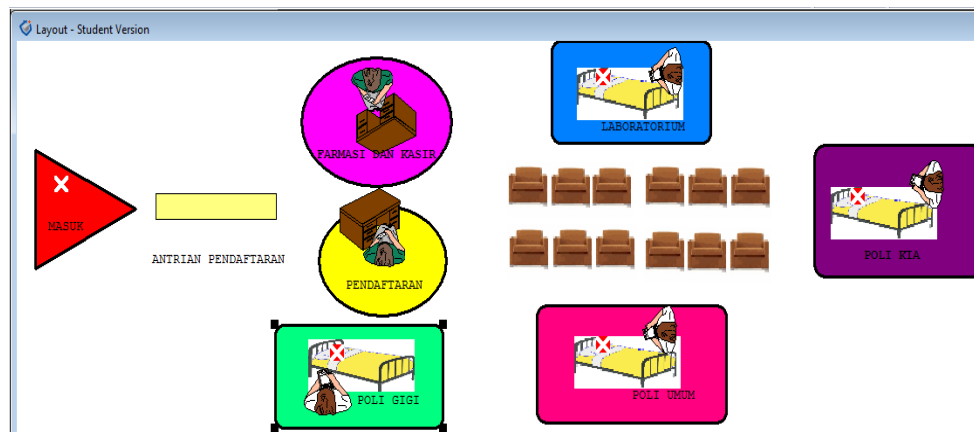 Layout - Student Version
LABORATORIUM
FARMASI DAN KASIR
MASUK
ANTRIAN PENDAFTARAN
PENDAFTARAN
POLI KIA
POLI GIGI
POLI UMUM